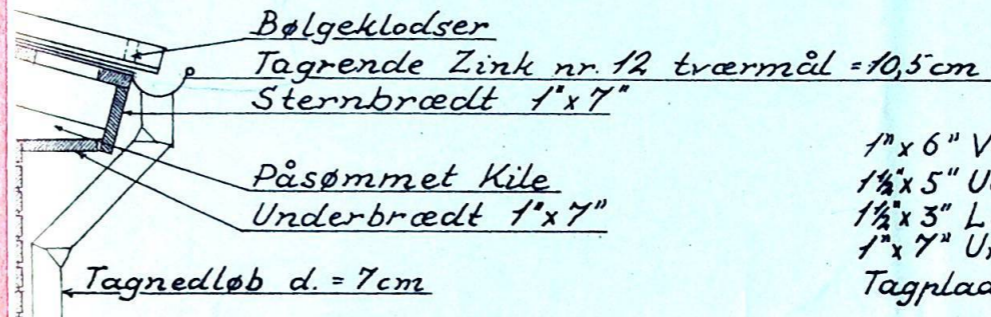 Bølgeklodser
Tagrende Zink nr. 12 tværmål = 10,5 cm
Sternbrædt 1" x 7"
Påsømmet Kile
Underbrædt 1" x 7"
Tagnedløb d. = 7 cm
1" x 6" V
1½" x 5" U
1½" x 3" L
1" x 7" U